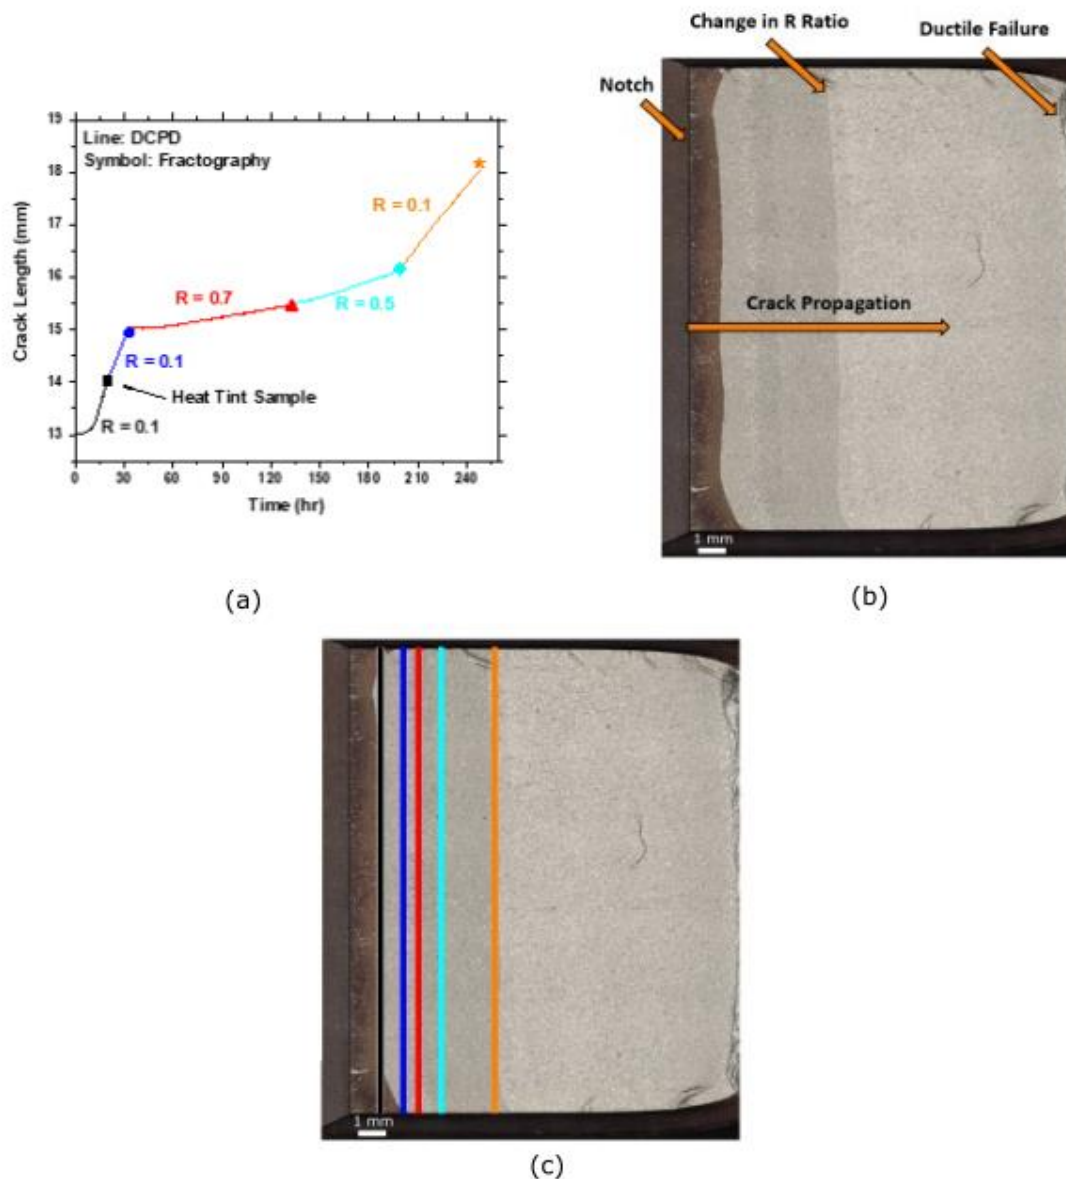 Line: DCPD
Symbol: Fractography
R = 0.1
R = 0.7
R = 0.5
R = 0.1
Heat Tint Sample
R = 0.1
19
18
17
16
15
14
13
Crack Length (mm)
0 30 60 90 120 150 180 210 240
Time (hr)
(a)
Change in R Ratio
Ductile Failure
Notch
Crack Propagation
1 mm
(b)
1 mm
(c)